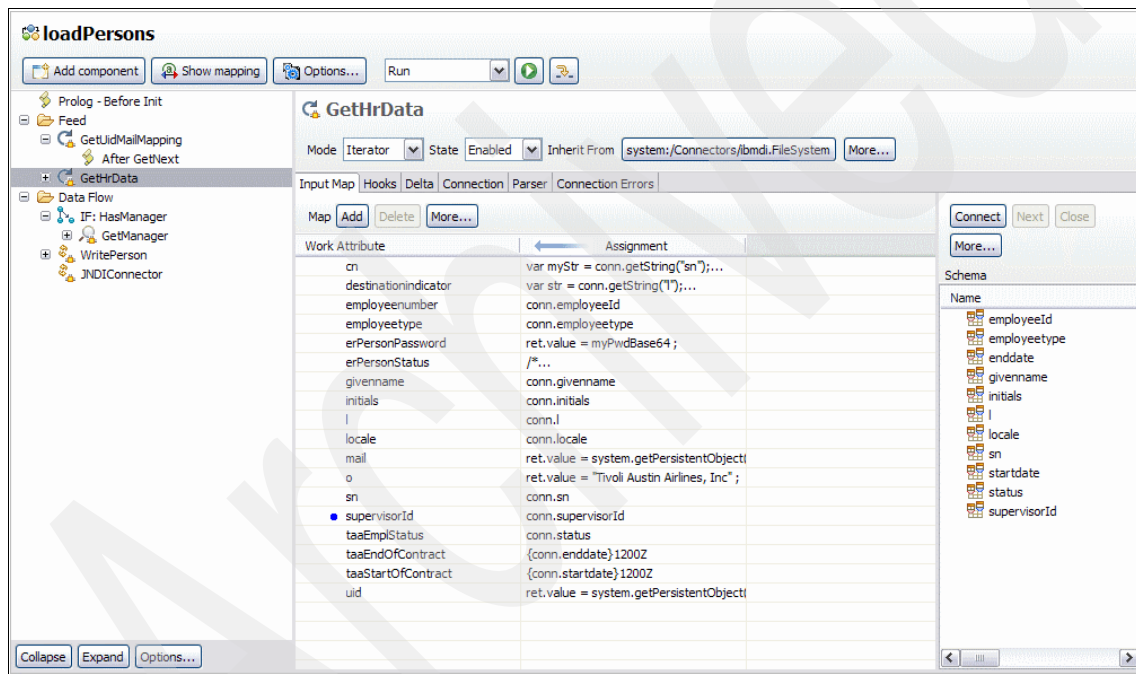 loadPersons
Add component Show mapping Options... Run
Prolog - Before Init
Feed
GetUidMailMapping
After GetNext
GetHrData
Data Flow
IF: HasManager
GetManager
WritePerson
JNDIConnector
Collapse Expand Options...
GetHrData
Mode Iterator State Enabled Inherit From system:/Connectors/ibmdi.FileSystem More...
Input Map Hooks Delta Connection Parser Connection Errors
Map Add Delete More...
Work Attribute Assignment
cn var myStr = conn.getString("sn");...
destinationindicator var str = conn.getString("l");...
employeenumber conn.employeeId
employeetype conn.employeetype
erPersonPassword ret.value = myPwdBase64 ;
erPersonStatus /*...
givenname conn.givenname
initials conn.initials
l conn.l
locale conn.locale
mail ret.value = system.getPersistentObject(
o ret.value = "Tivoli Austin Airlines, Inc" ;
sn conn.sn
supervisorId conn.supervisorId
taaEmplStatus conn.status
taaEndOfContract {conn.enddate}1200Z
taaStartOfContract {conn.startdate}1200Z
uid ret.value = system.getPersistentObject(
Connect Next Close
More...
Schema
Name
employeeId
employeetype
enddate
givenname
initials
l
locale
sn
startdate
status
supervisorId
Archived